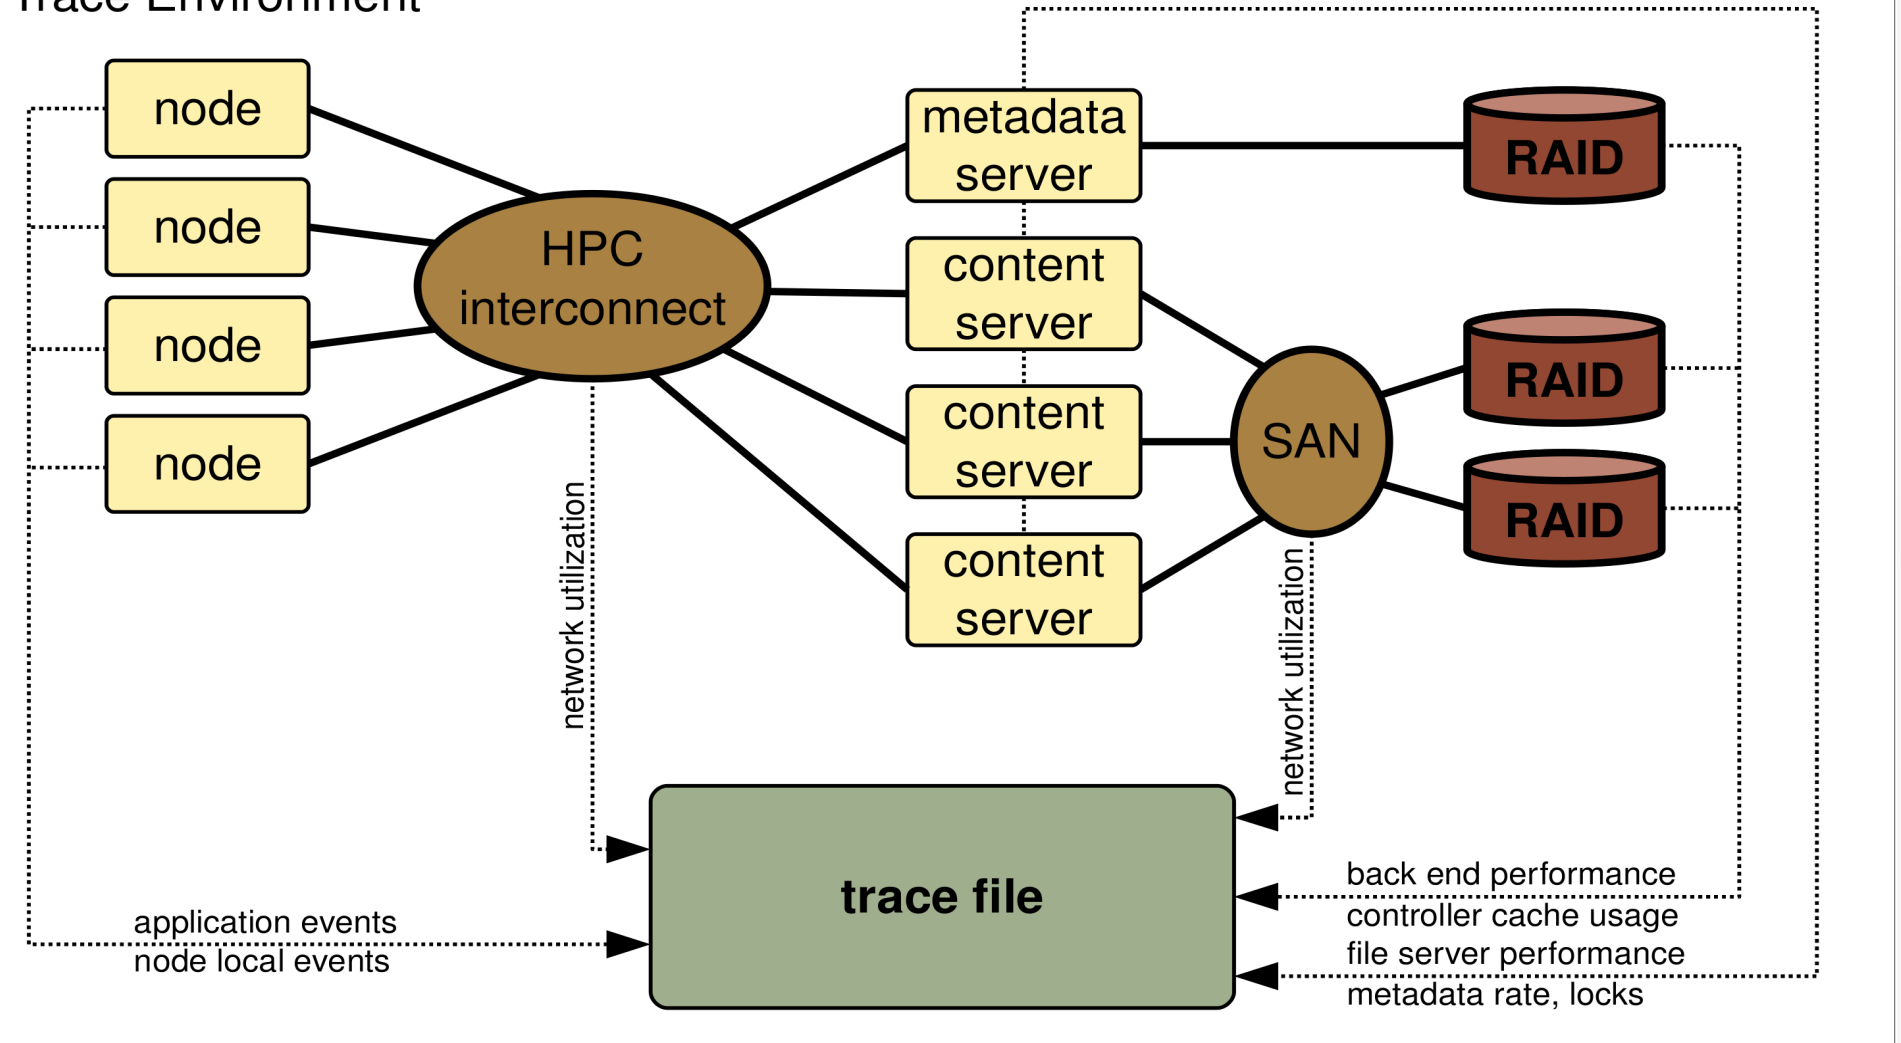 Trace Environment
node
node
node
node
HPC
interconnect
metadata
server
content
server
content
server
content
server
SAN
RAID
RAID
RAID
network utilization
network utilization
trace file
application events
node local events
back end performance
controller cache usage
file server performance
metadata rate, locks